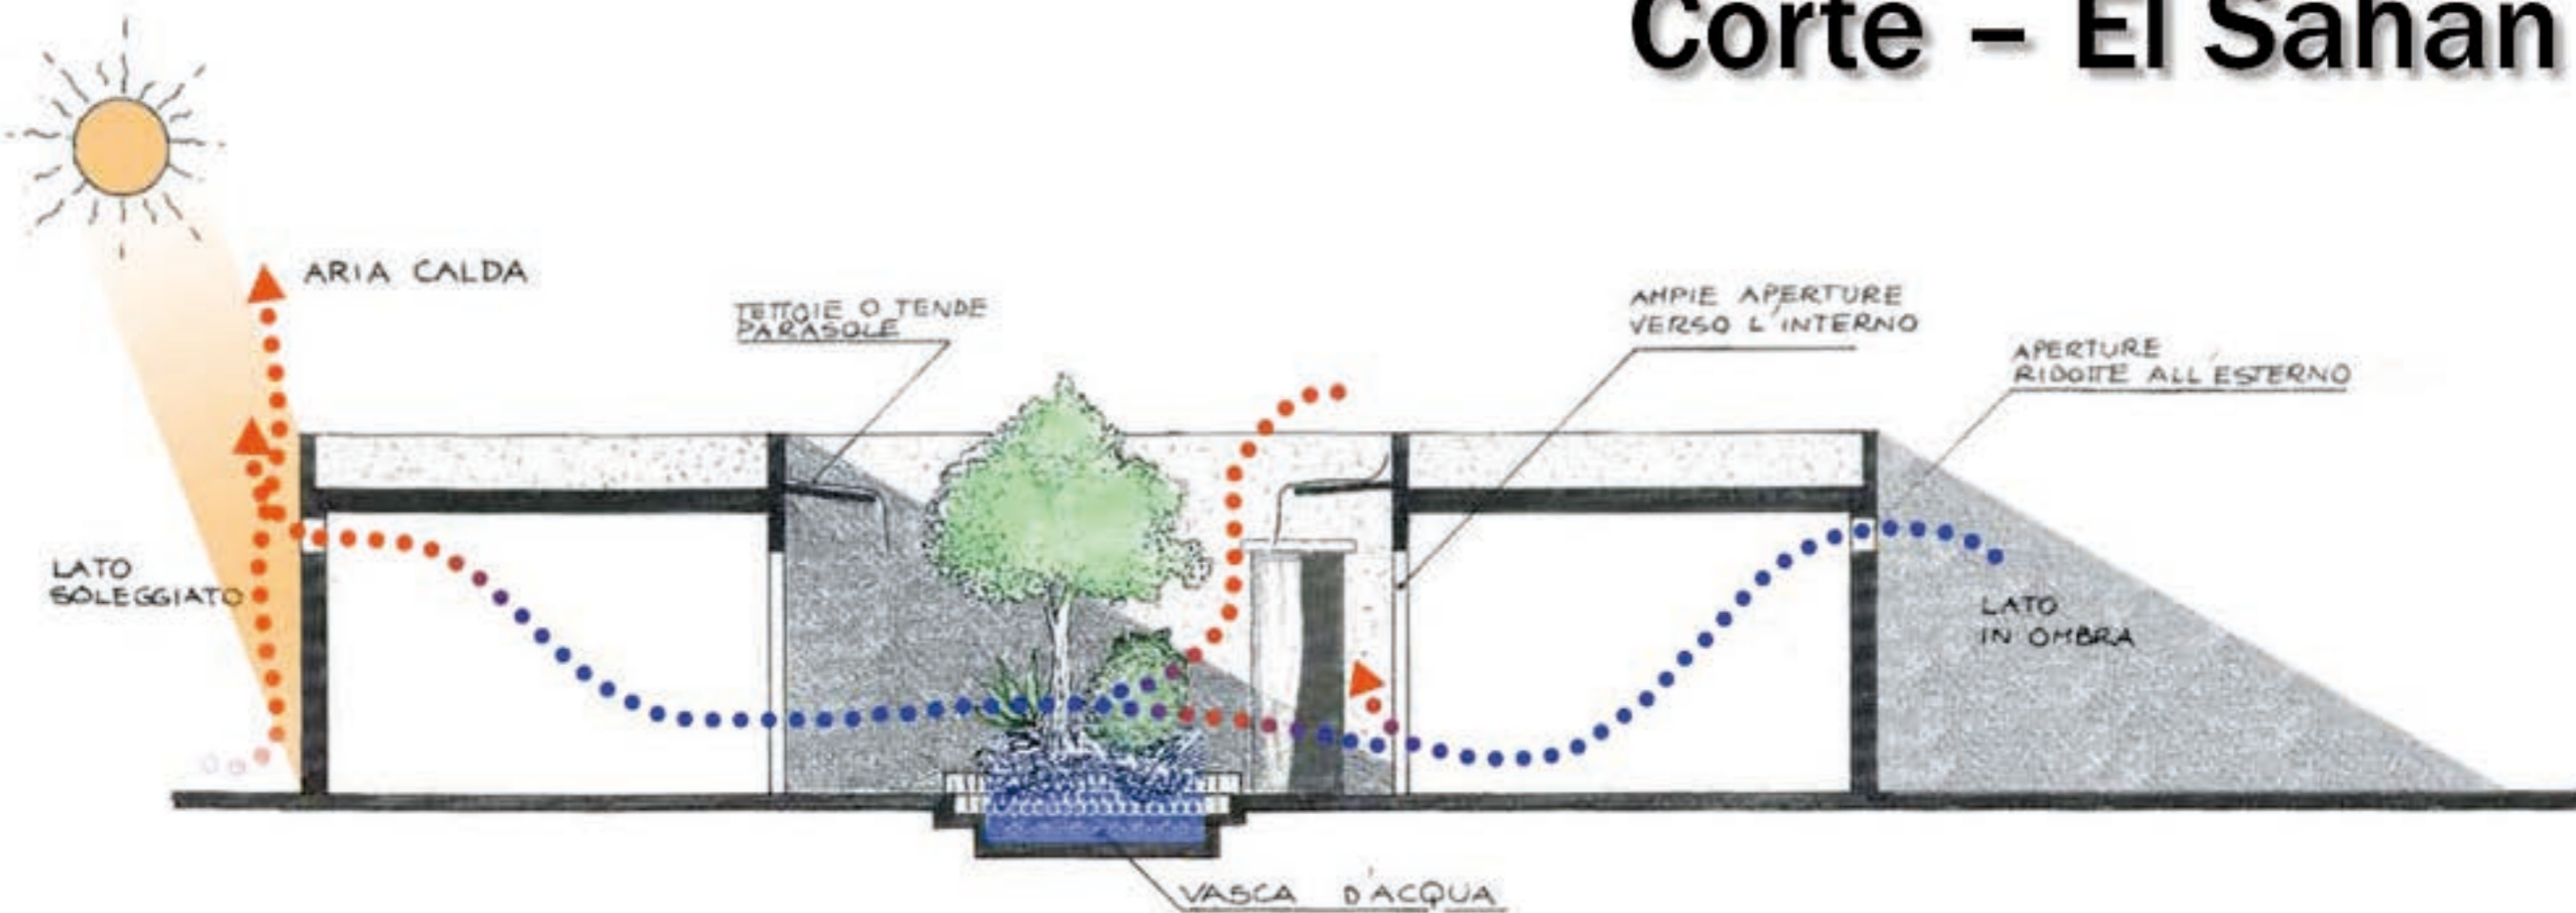 Corte – El Sahan
ARIA CALDA
TETTOIE O TENDE
PARASOLE
AMPIE APERTURE
VERSO L'INTERNO
APERTURE
RIDOTTE ALL'ESTERNO
LATO
SOLEGGIATO
LATO
IN OMBRA
VASCA D'ACQUA